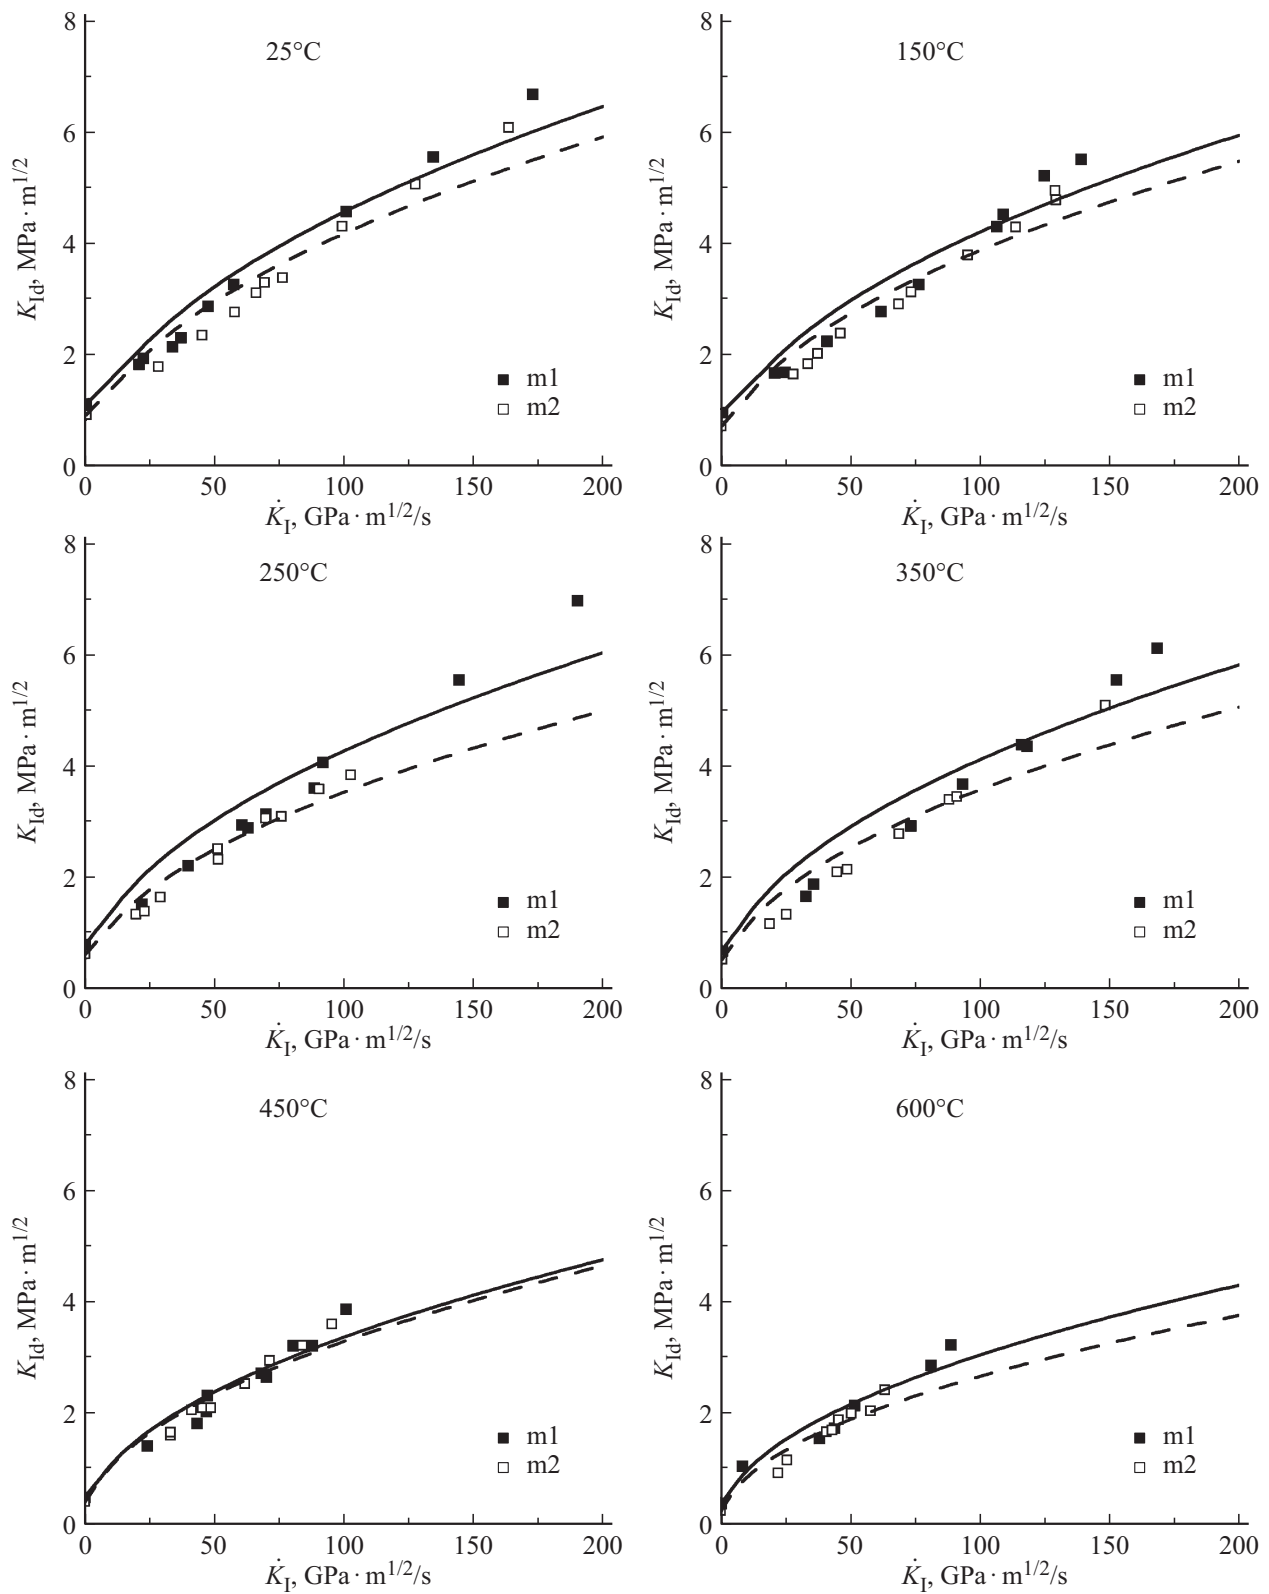 8
6
4
2
0
K_Id, MPa · m^1/2
25°C
■ m1
□ m2
0 50 100 150 200
K̇_I, GPa · m^1/2/s
8
6
4
2
0
K_Id, MPa · m^1/2
150°C
■ m1
□ m2
0 50 100 150 200
K̇_I, GPa · m^1/2/s
8
6
4
2
0
K_Id, MPa · m^1/2
250°C
■ m1
□ m2
0 50 100 150 200
K̇_I, GPa · m^1/2/s
8
6
4
2
0
K_Id, MPa · m^1/2
350°C
■ m1
□ m2
0 50 100 150 200
K̇_I, GPa · m^1/2/s
8
6
4
2
0
K_Id, MPa · m^1/2
450°C
■ m1
□ m2
0 50 100 150 200
K̇_I, GPa · m^1/2/s
8
6
4
2
0
K_Id, MPa · m^1/2
600°C
■ m1
□ m2
0 50 100 150 200
K̇_I, GPa · m^1/2/s